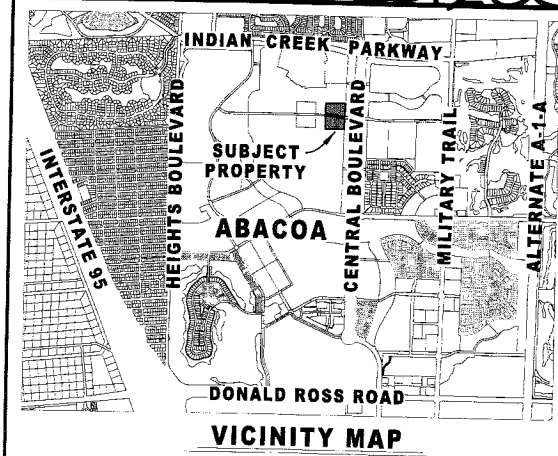 INDIAN CREEK PARKWAY
SUBJECT
PROPERTY
HEIGHTS BOULEVARD
CENTRAL BOULEVARD
MILITARY TRAIL
ALTERNATE A-1-A
INTERSTATE 95
ABACOA
DONALD ROSS ROAD
VICINITY MAP